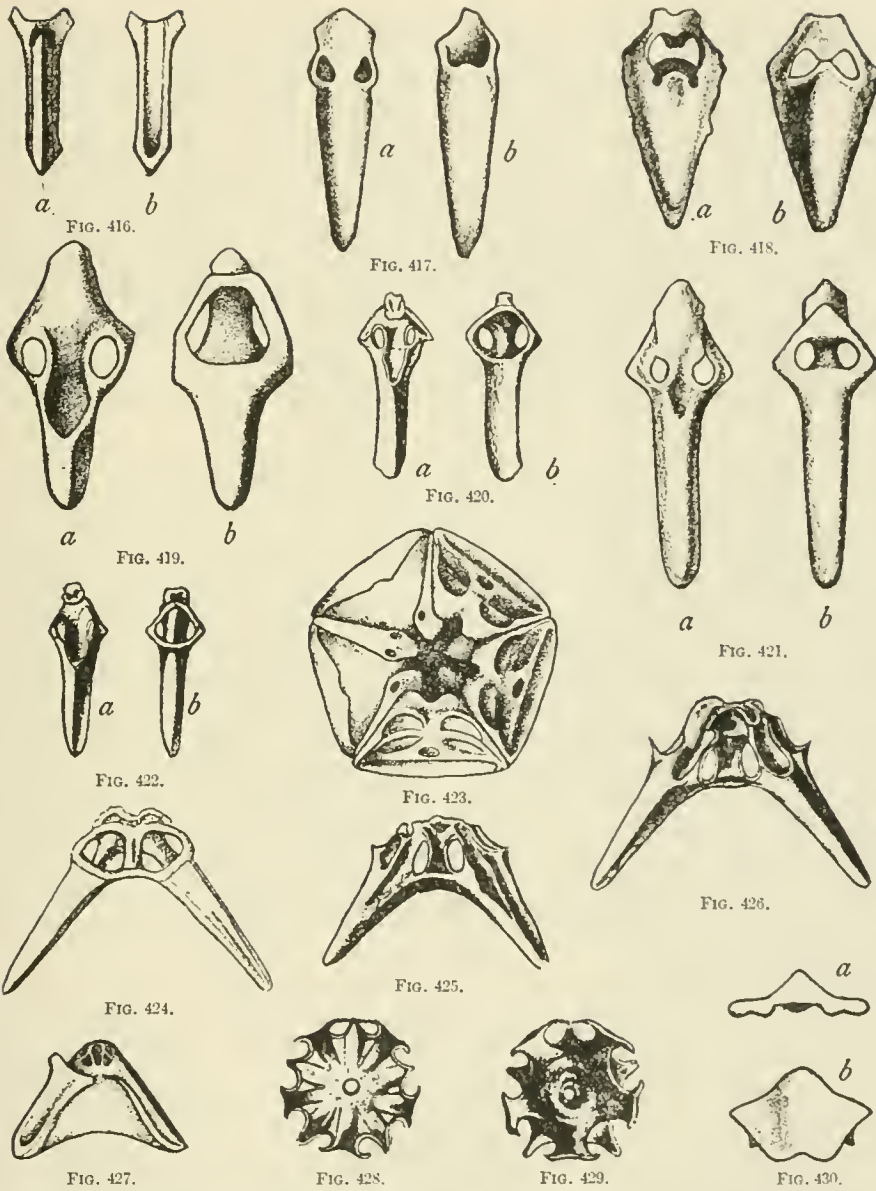 a.
b
FIG. 416.
a
b
FIG. 417.
a
b
FIG. 418.
a
b
FIG. 419.
a
b.
FIG. 420.
a
b
FIG. 421.
a
b
FIG. 422.
FIG. 423.
FIG. 424.
FIG. 425.
FIG. 426.
FIG. 427.
FIG. 428.
FIG. 429.
a
b
FIG. 430.